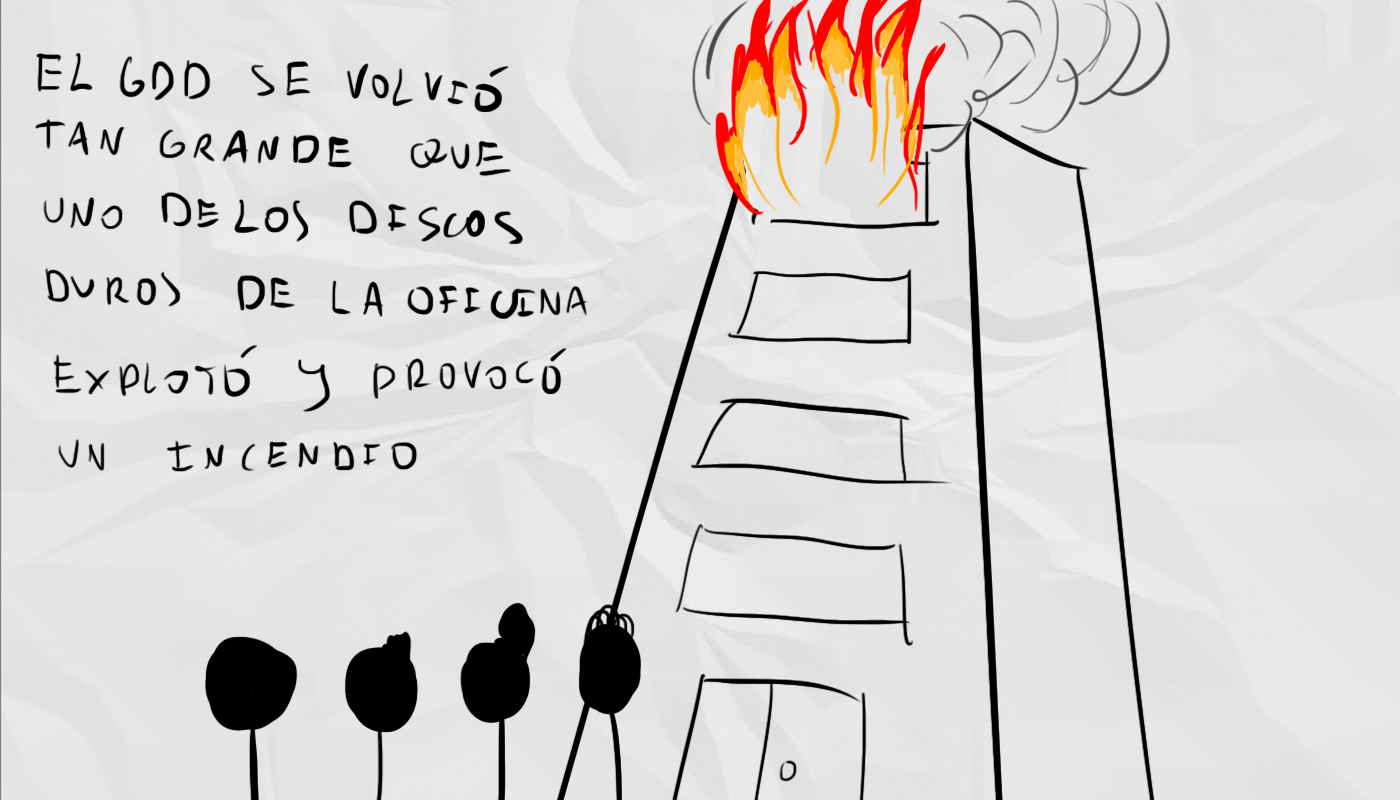 EL GDD SE VOLVIÓ
TAN GRANDE QUE
UNO DE LOS DISCOS
DUROS DE LA OFICINA
EXPLOTÓ Y PROVOCÓ
UN INCENDIO